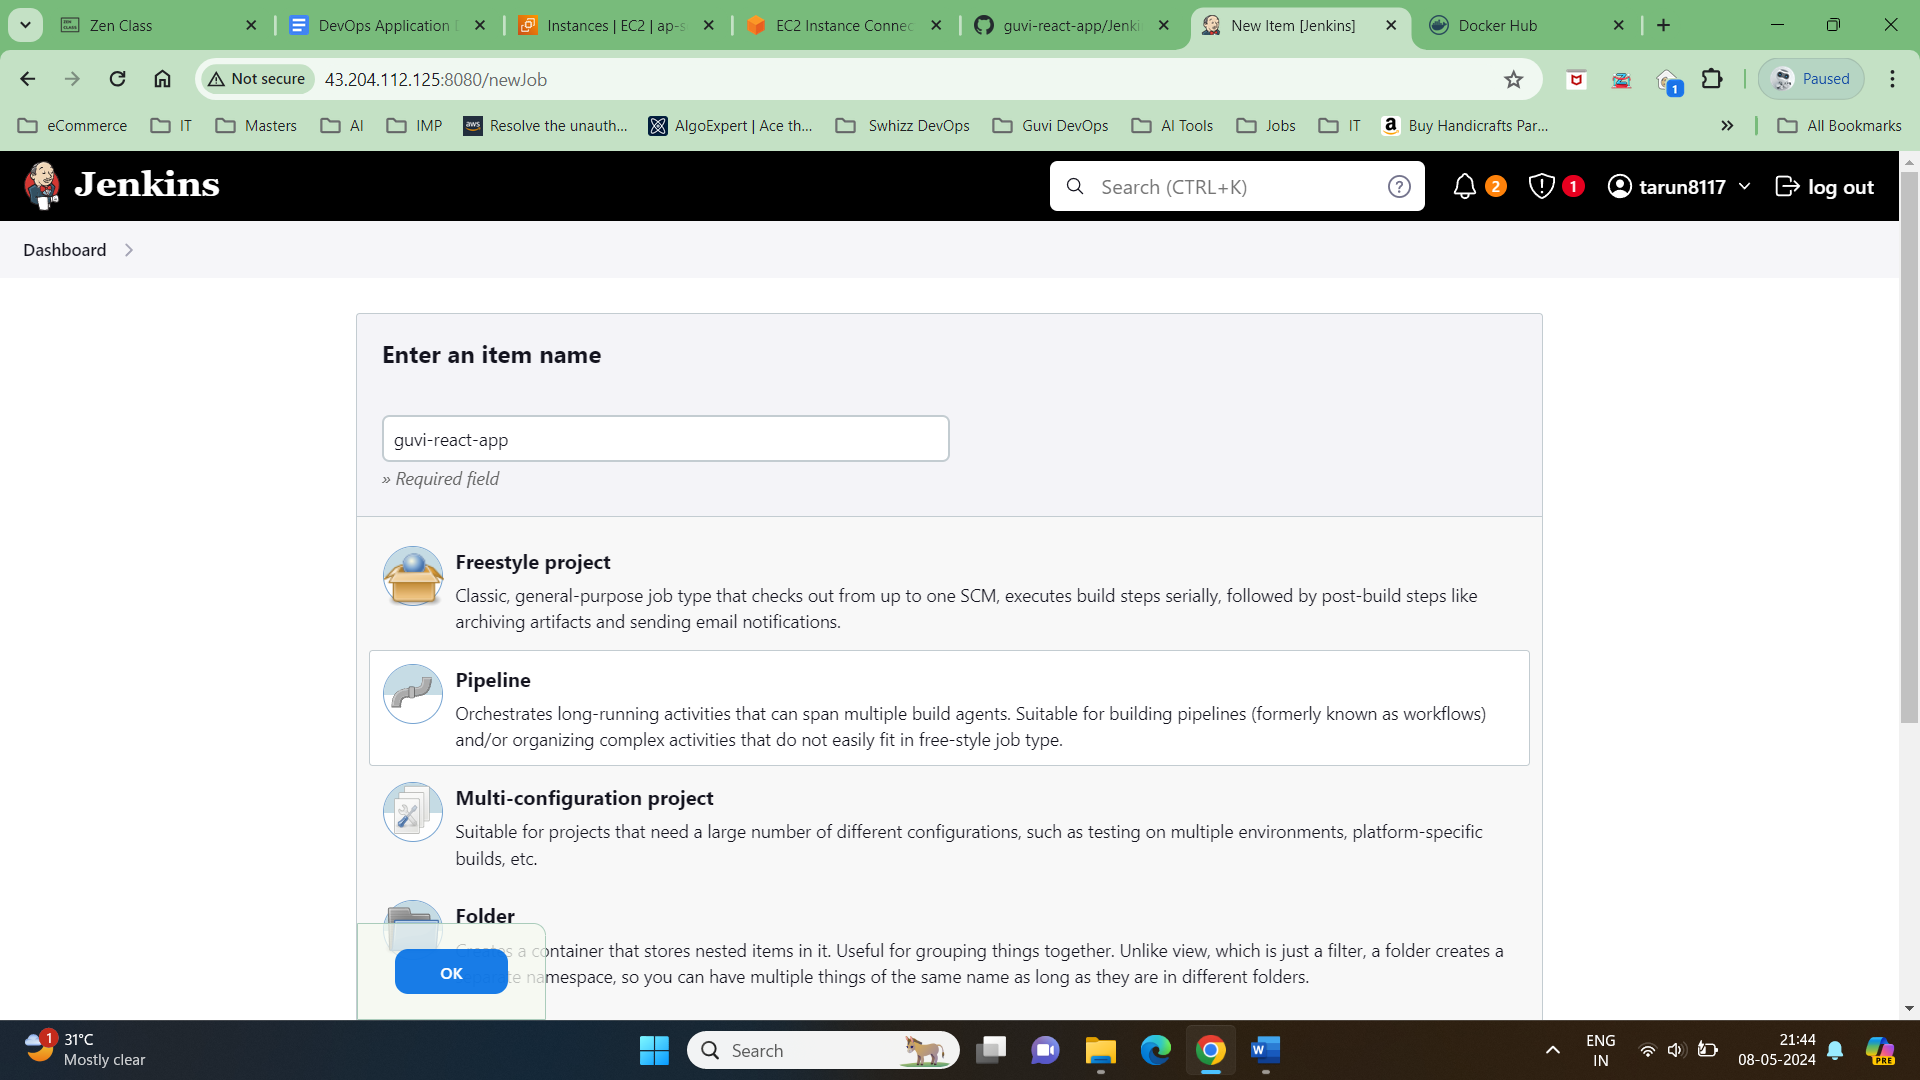 Zen Class
DevOps Application D
Instances | EC2 | ap-s
EC2 Instance Connec
guvi-react-app/Jenki
New Item [Jenkins]
Docker Hub
Not secure
43.204.112.125:8080/newJob
1
Paused
eCommerce
IT
Masters
AI
IMP
aws
Resolve the unauth...
AlgoExpert | Ace th...
Swhizz DevOps
Guvi DevOps
AI Tools
Jobs
IT
a
Buy Handicrafts Par...
»
All Bookmarks
Jenkins
Search (CTRL+K)
?
2
1
tarun8117
log out
Dashboard
Enter an item name
guvi-react-app
» Required field
Freestyle project
Classic, general-purpose job type that checks out from up to one SCM, executes build steps serially, followed by post-build steps like
archiving artifacts and sending email notifications.
Pipeline
Orchestrates long-running activities that can span multiple build agents. Suitable for building pipelines (formerly known as workflows)
and/or organizing complex activities that do not easily fit in free-style job type.
Multi-configuration project
Suitable for projects that need a large number of different configurations, such as testing on multiple environments, platform-specific
builds, etc.
Folder
Creates a container that stores nested items in it. Useful for grouping things together. Unlike view, which is just a filter, a folder creates a
namespace, so you can have multiple things of the same name as long as they are in different folders.
OK
1
31°C
Mostly clear
Search
W
ENG
IN
21:44
08-05-2024
PRE